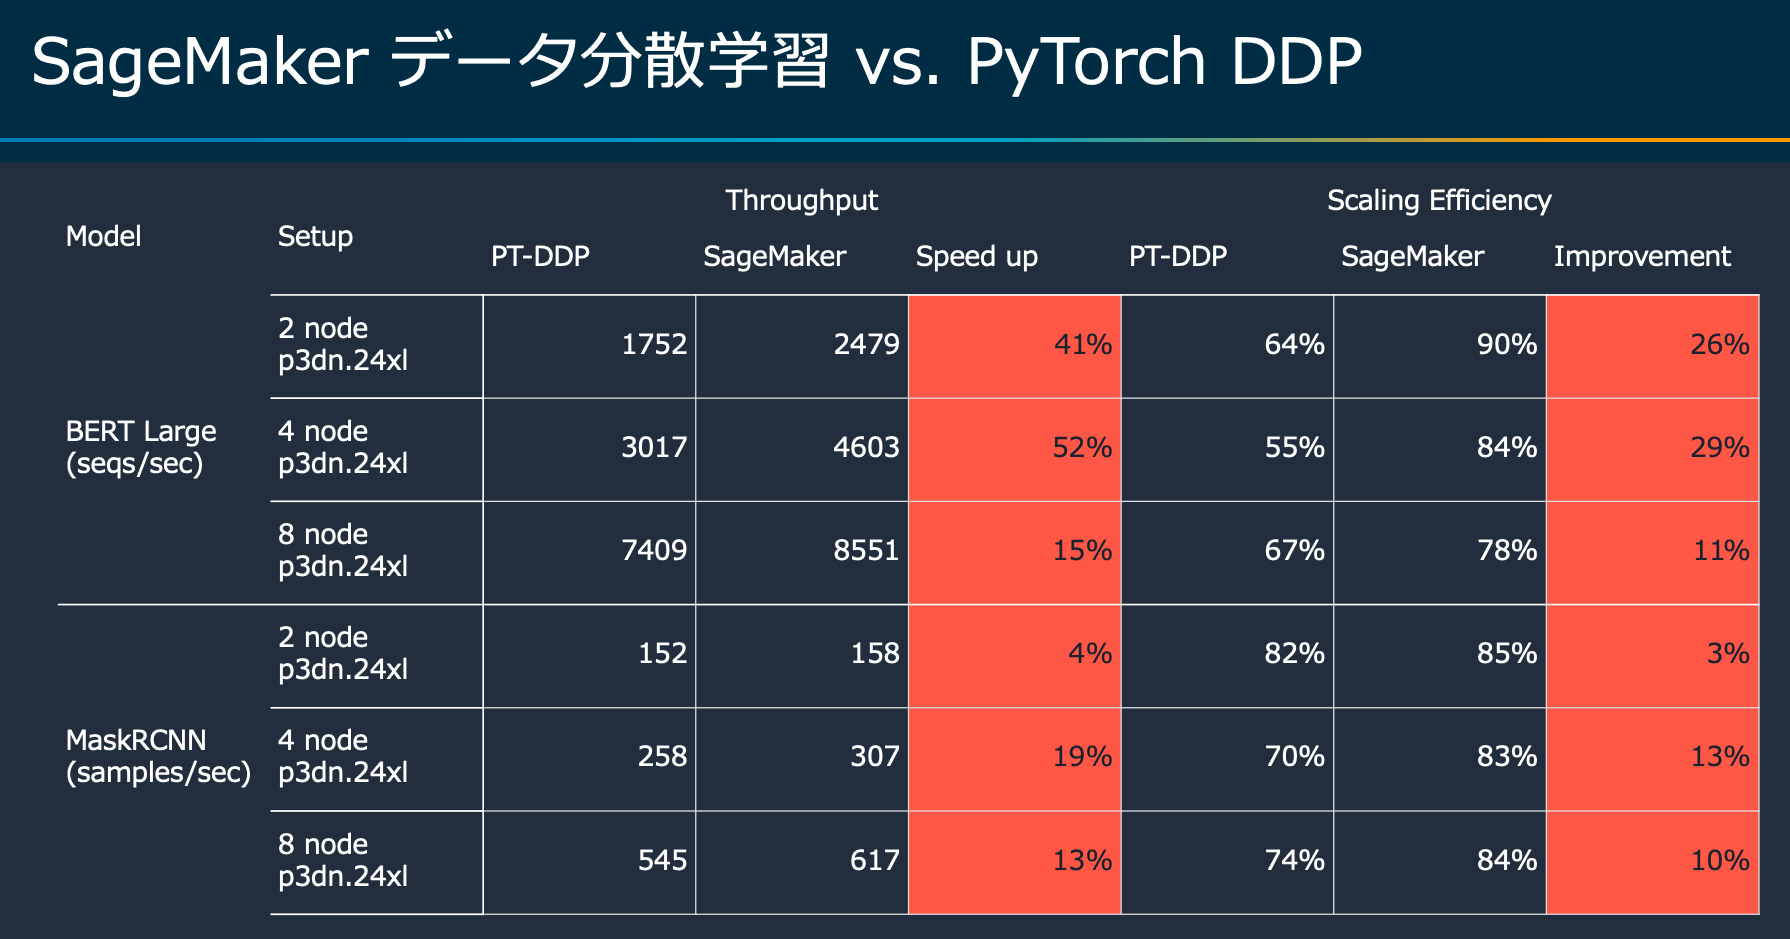 SageMaker データ分散学習 vs. PyTorch DDP
Model
Setup
Throughput
Scaling Efficiency
PT-DDP
SageMaker
Speed up
PT-DDP
SageMaker
Improvement
BERT Large
(seqs/sec)
2 node
p3dn.24xl
1752
2479
41%
64%
90%
26%
4 node
p3dn.24xl
3017
4603
52%
55%
84%
29%
8 node
p3dn.24xl
7409
8551
15%
67%
78%
11%
MaskRCNN
(samples/sec)
2 node
p3dn.24xl
152
158
4%
82%
85%
3%
4 node
p3dn.24xl
258
307
19%
70%
83%
13%
8 node
p3dn.24xl
545
617
13%
74%
84%
10%